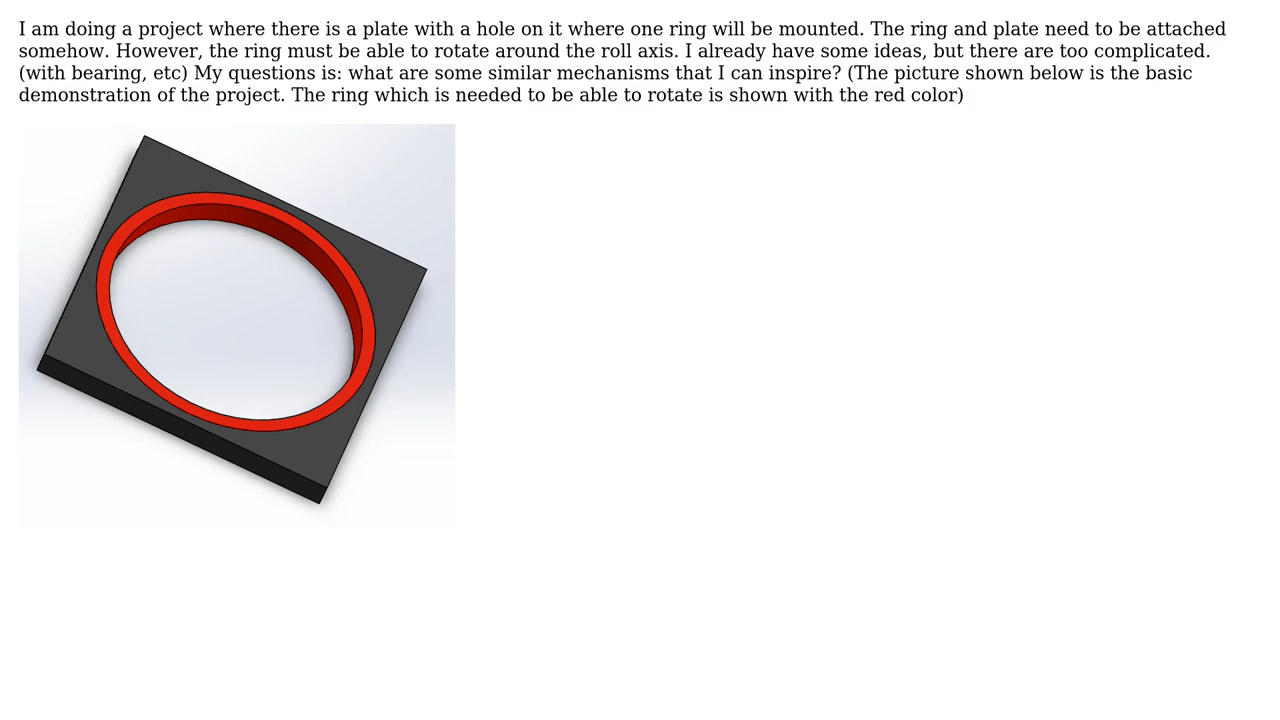 I am doing a project where there is a plate with a hole on it where one ring will be mounted. The ring and plate need to be attached
somehow. However, the ring must be able to rotate around the roll axis. I already have some ideas, but there are too complicated.
(with bearing, etc) My questions is: what are some similar mechanisms that I can inspire? (The picture shown below is the basic
demonstration of the project. The ring which is needed to be able to rotate is shown with the red color)